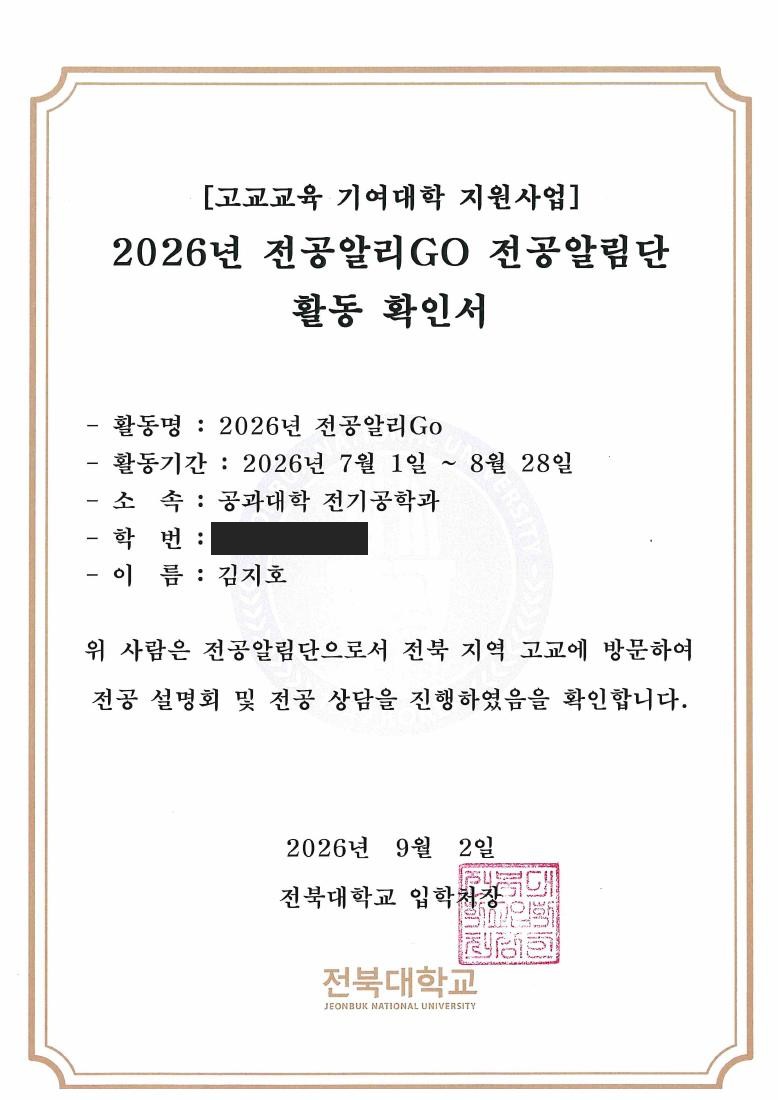 [고교교육 기여대학 지원사업]
2026년 전공알리GO 전공알림단
활동 확인서
- 활동명 : 2026년 전공알리Go
- 활동기간 : 2026년 7월 1일 ~ 8월 28일
- 소 속 : 공과대학 전기공학과
- 학 번 :
- 이 름 : 김지호
위 사람은 전공알림단으로서 전북 지역 고교에 방문하여
전공 설명회 및 전공 상담을 진행하였음을 확인합니다.
2026년 9월 2일
전북대학교 입학처장
전북대학교
JEONBUK NATIONAL UNIVERSITY